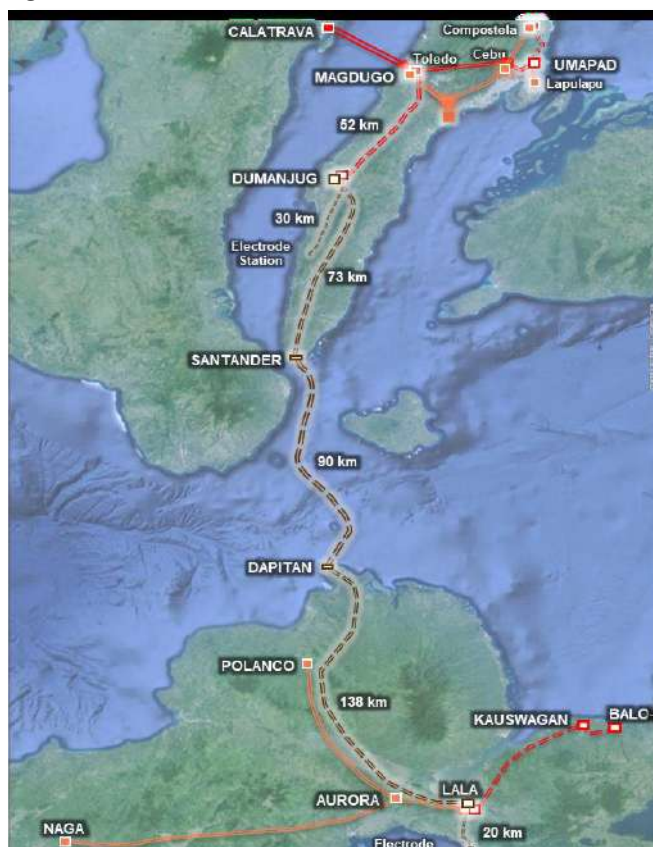 CALATRAVA
Compostela
Toledo
Cebu
UMAPAD
MAGDUGO
Lapulapu
52 km
DUMANJUG
30 km
Electrode
Station
73 km
SANTANDER
90 km
DAPITAN
POLANCO
138 km
KAUSWAGAN
BALO-
LALA
AURORA
20 km
NAGA
Electrode